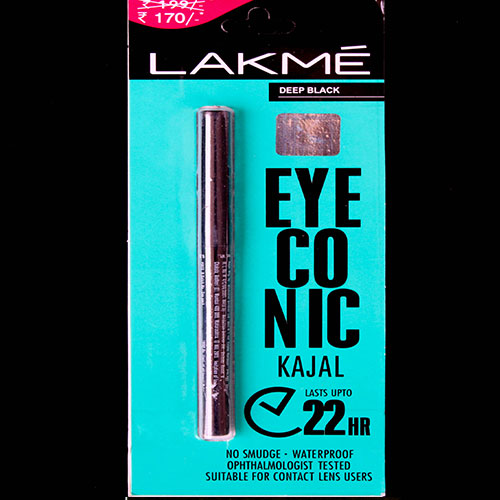 ₹ 199/-
₹ 170/-*
LAKMÉ
DEEP BLACK
EYE
CO
NIC
KAJAL
LASTS UPTO
22HR
NO SMUDGE - WATERPROOF
OPHTHALMOLOGIST TESTED
SUITABLE FOR CONTACT LENS USERS